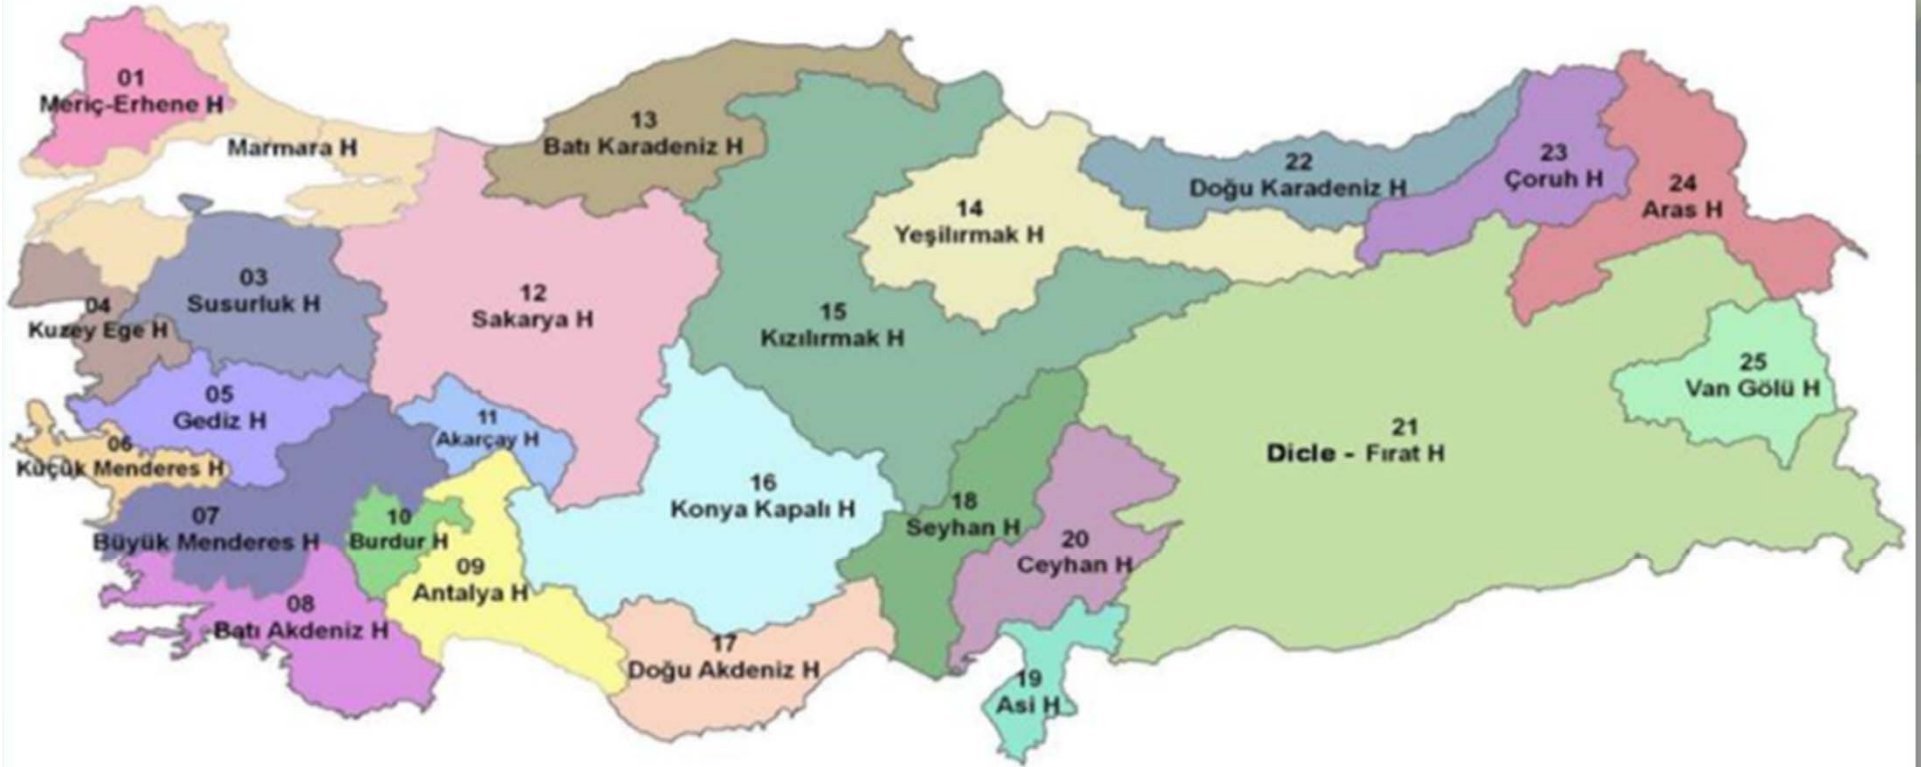 01
Meriç-Erhene H
Marmara H
03
Susurluk H
04
Kuzey Ege H
05
Gediz H
06
Küçük Menderes H
07
Büyük Menderes H
08
Batı Akdeniz H
09
Antalya H
10
Burdur H
11
Akarçay H
12
Sakarya H
13
Batı Karadeniz H
14
Yeşilırmak H
15
Kızılırmak H
16
Konya Kapalı H
17
Doğu Akdeniz H
18
Seyhan H
19
Asi H
20
Ceyhan H
21
Dicle - Fırat H
22
Doğu Karadeniz H
23
Çoruh H
24
Aras H
25
Van Gölü H